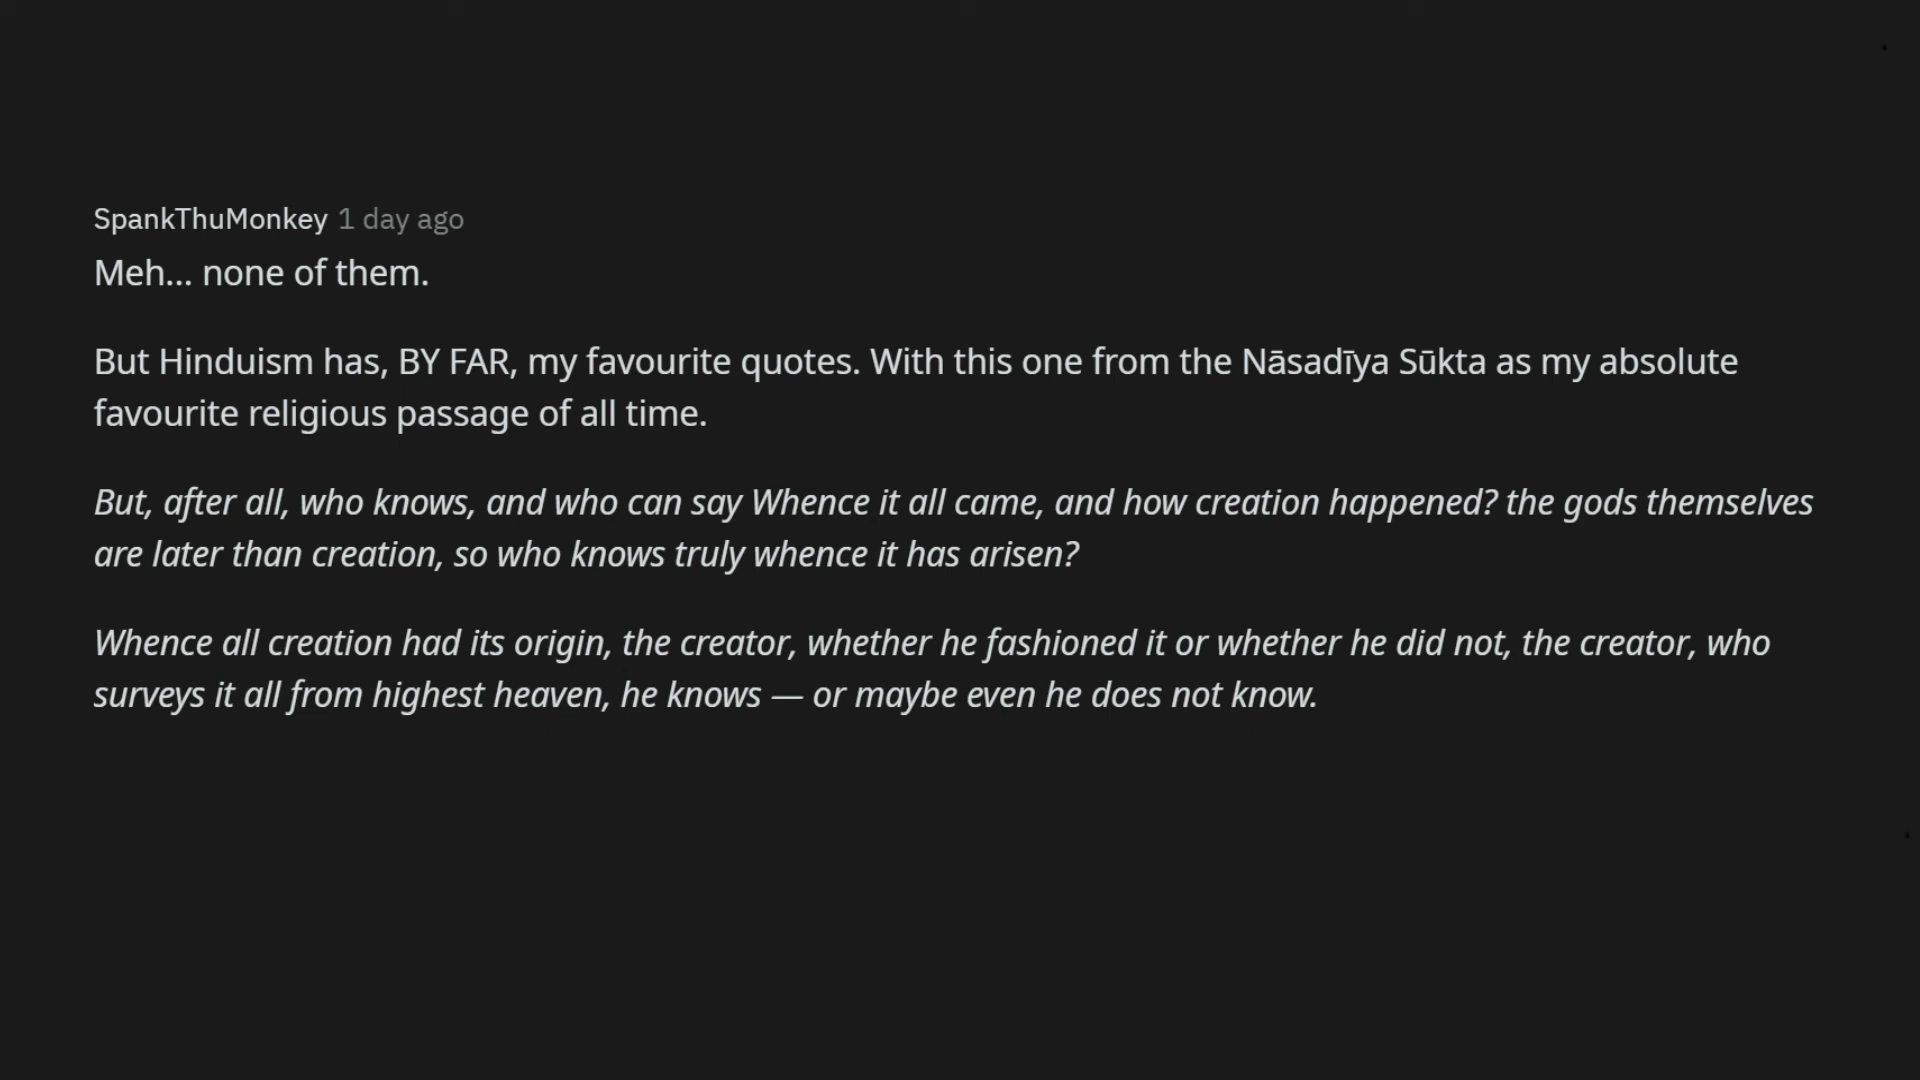 SpankThuMonkey 1 day ago
Meh... none of them.
But Hinduism has, BY FAR, my favourite quotes. With this one from the Nāsadīya Sūkta as my absolute
favourite religious passage of all time.
But, after all, who knows, and who can say Whence it all came, and how creation happened? the gods themselves
are later than creation, so who knows truly whence it has arisen?
Whence all creation had its origin, the creator, whether he fashioned it or whether he did not, the creator, who
surveys it all from highest heaven, he knows — or maybe even he does not know.